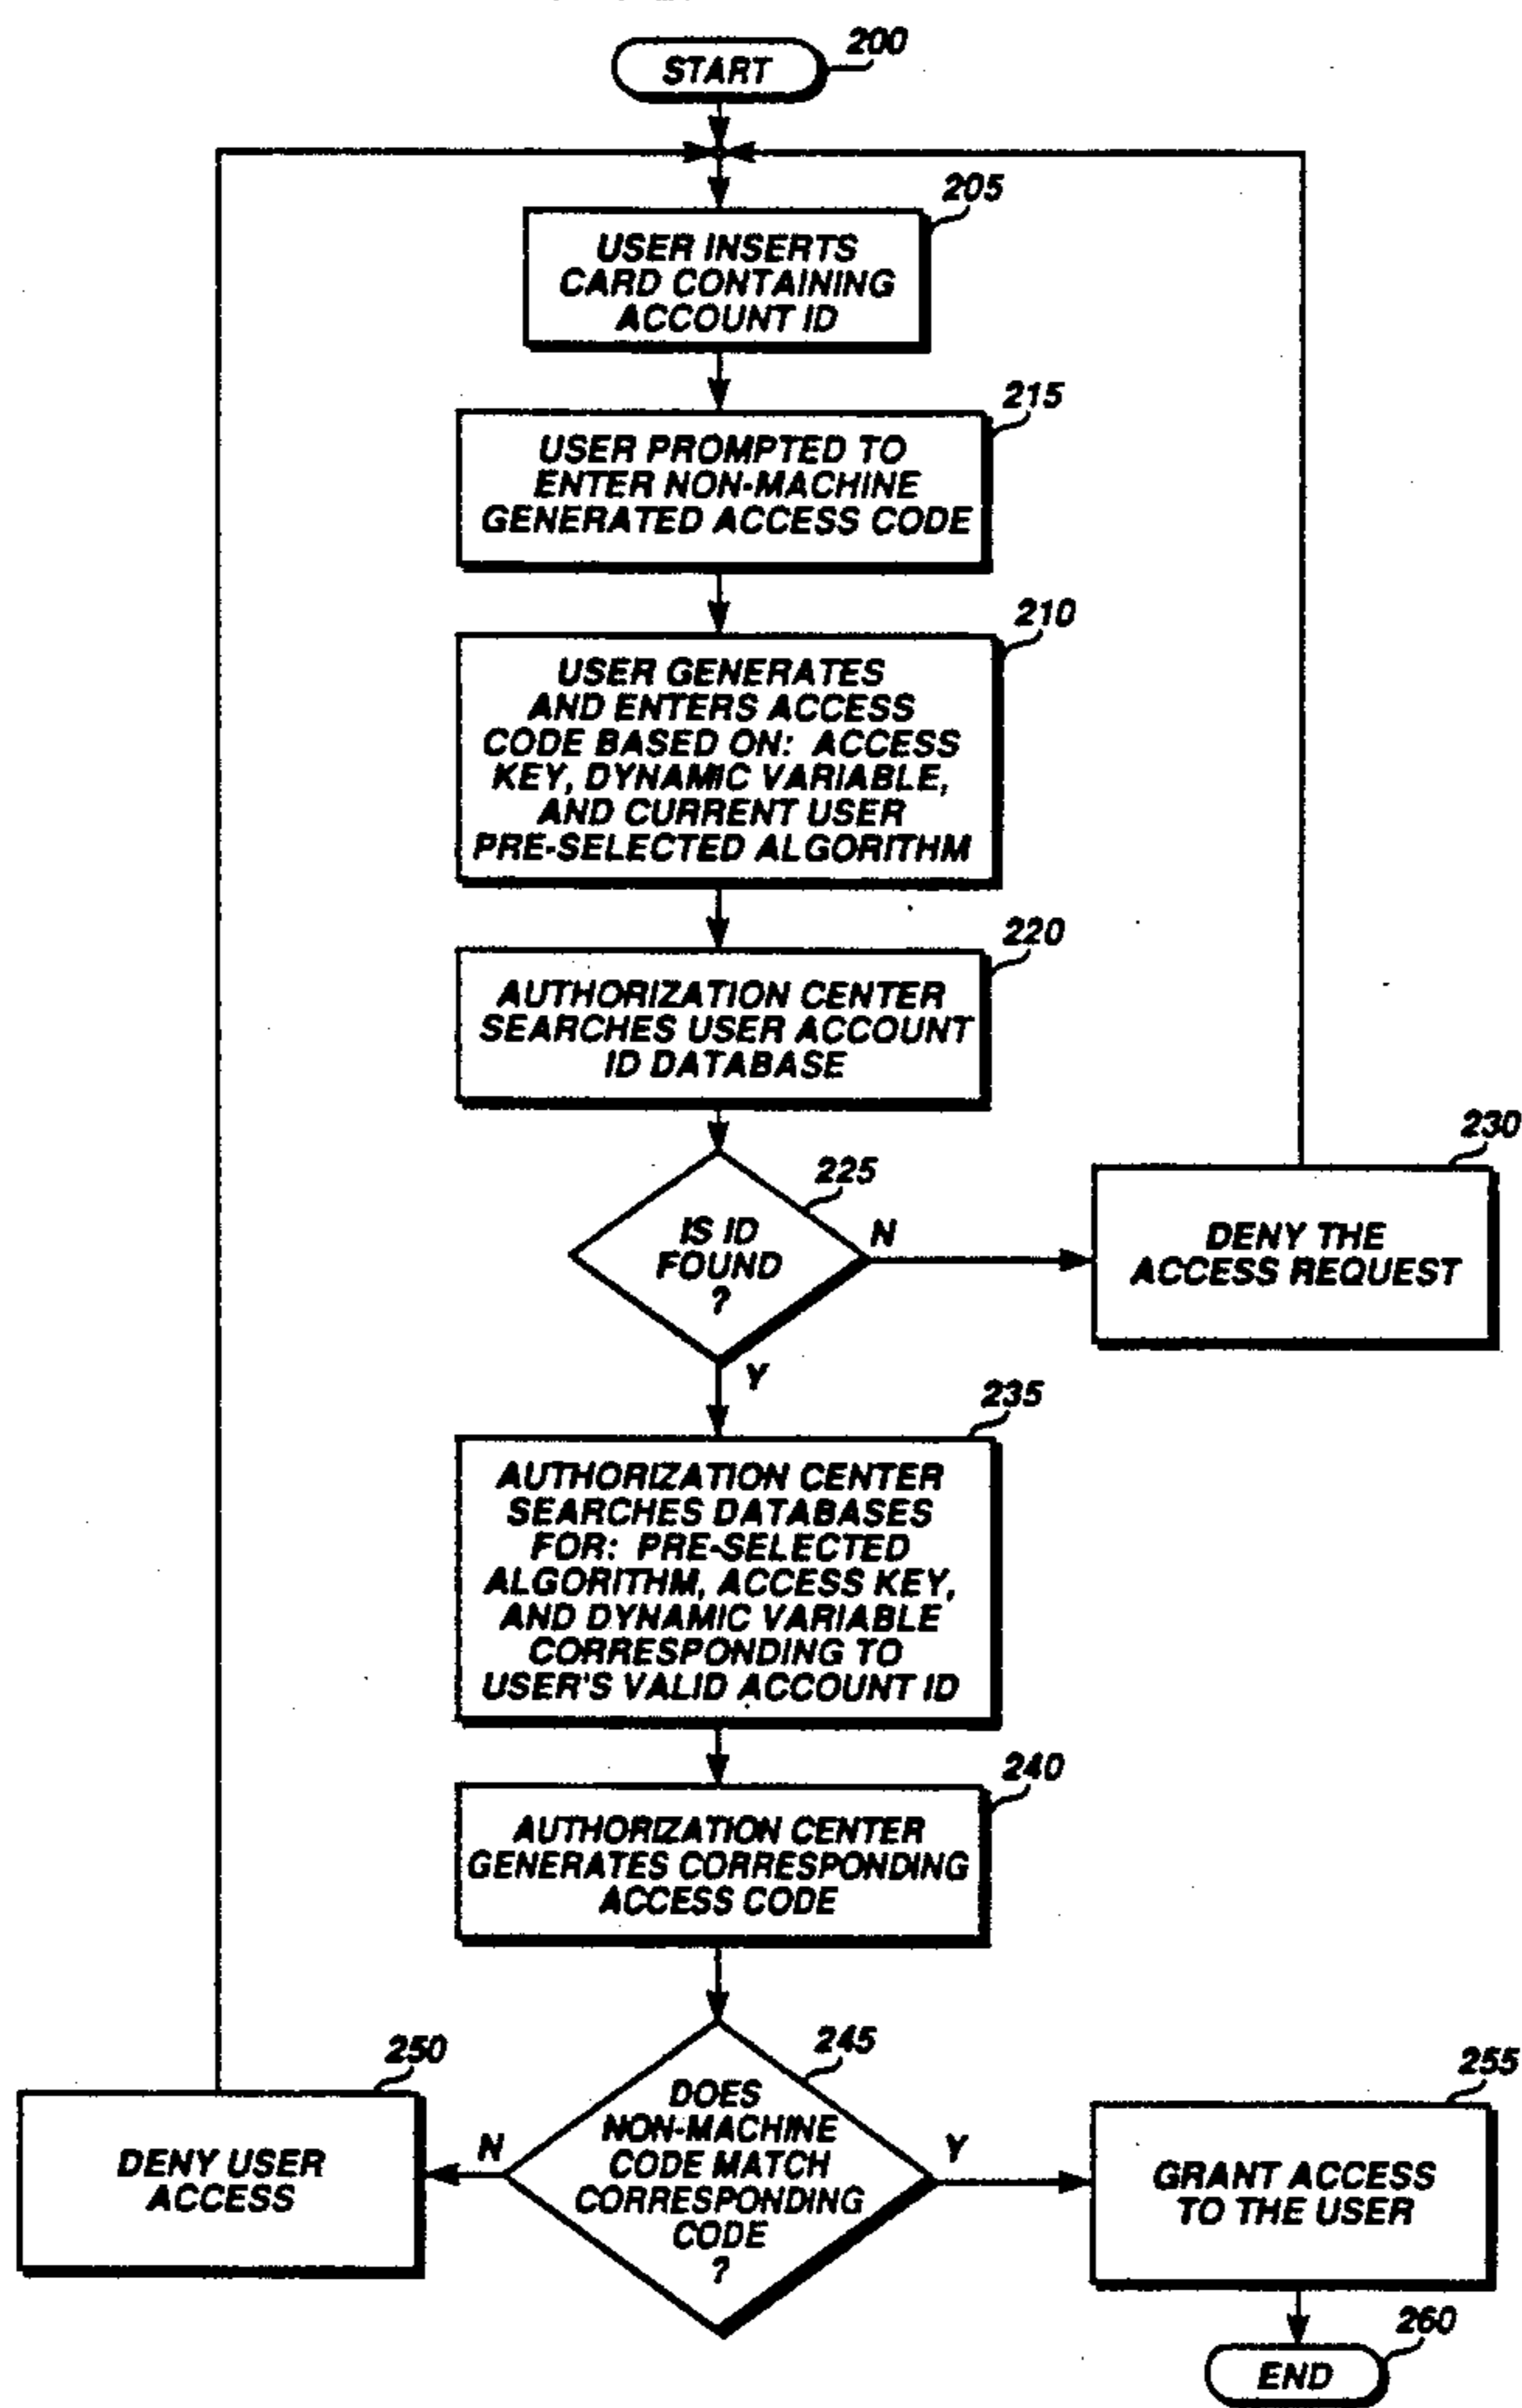 200
START
205
USER INSERTS
CARD CONTAINING
ACCOUNT ID
215
USER PROMPTED TO
ENTER NON-MACHINE
GENERATED ACCESS CODE
210
USER GENERATES
AND ENTERS ACCESS
CODE BASED ON: ACCESS
KEY, DYNAMIC VARIABLE,
AND CURRENT USER
PRE-SELECTED ALGORITHM
220
AUTHORIZATION CENTER
SEARCHES USER ACCOUNT
ID DATABASE
225
IS ID
FOUND
?
N
230
DENY THE
ACCESS REQUEST
Y
235
AUTHORIZATION CENTER
SEARCHES DATABASES
FOR: PRE-SELECTED
ALGORITHM, ACCESS KEY,
AND DYNAMIC VARIABLE
CORRESPONDING TO
USER'S VALID ACCOUNT ID
240
AUTHORIZATION CENTER
GENERATES CORRESPONDING
ACCESS CODE
245
DOES
NON-MACHINE
CODE MATCH
CORRESPONDING
CODE
?
N
250
DENY USER
ACCESS
Y
255
GRANT ACCESS
TO THE USER
260
END